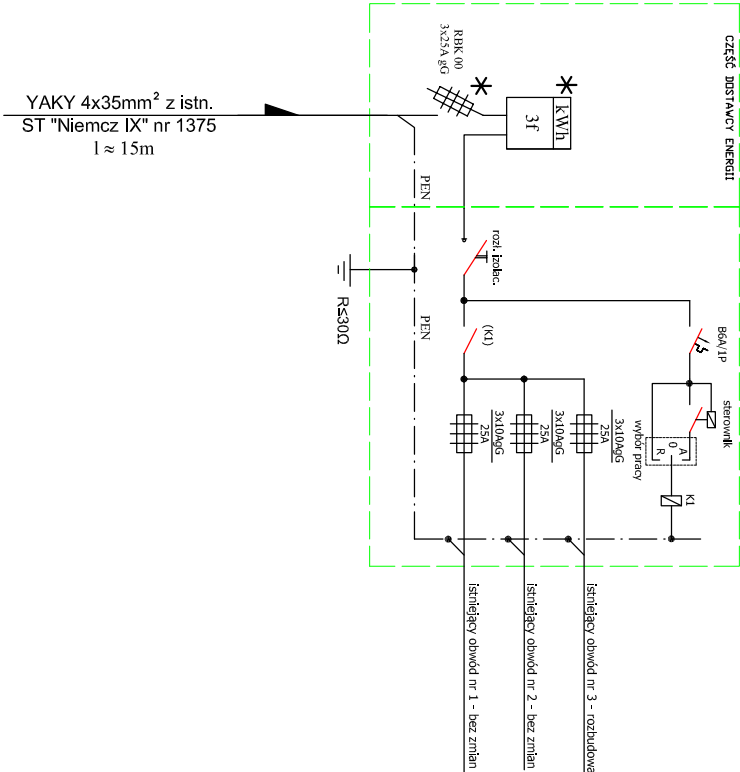 CZĘŚĆ DOSTAWCY ENERGII
kWh
3f
RBK 00
3x25A gG
YAKY 4x35mm² z istn.
ST "Niemcz IX" nr 1375
l ≈ 15m
PEN
PEN
R≤30Ω
rozł. izolac.
(K1)
B6A/1P
sterownik
wybór pracy
A
0
R
K1
3x10AgG
25A
3x10AgG
25A
3x10AgG
25A
istniejący obwód nr 1 - bez zmian
istniejący obwód nr 2 - bez zmian
istniejący obwód nr 3 - rozbudowa